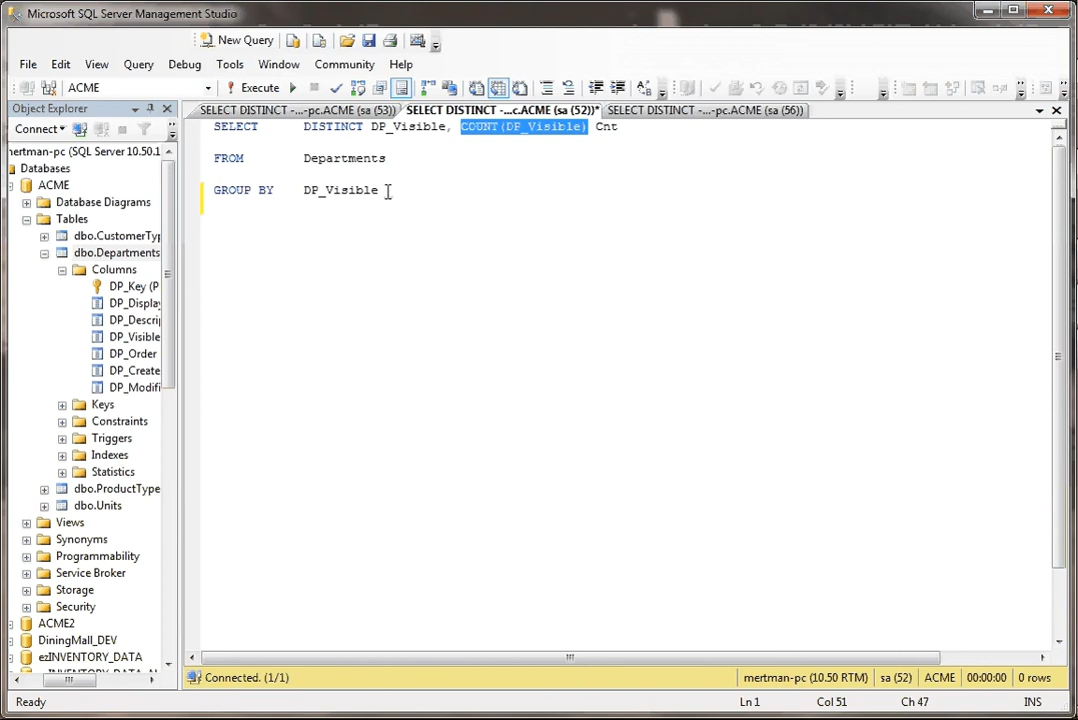 Microsoft SQL Server Management Studio
New Query
File Edit View Query Debug Tools Window Community Help
ACME Execute
Object Explorer
SELECT DISTINCT -...-pc.ACME (sa (53)) SELECT DISTINCT -...c.ACME (sa (52))* SELECT DISTINCT -...-pc.ACME (sa (56))
Connect
SELECT DISTINCT DP_Visible, COUNT(DP_Visible) Cnt
FROM Departments
GROUP BY DP_Visible
mertman-pc (SQL Server 10.50.1
Databases
ACME
Database Diagrams
Tables
dbo.CustomerTyp
dbo.Departments
Columns
DP_Key (P
DP_Displa
DP_Descri
DP_Visible
DP_Order
DP_Create
DP_Modifi
Keys
Constraints
Triggers
Indexes
Statistics
dbo.ProductType
dbo.Units
Views
Synonyms
Programmability
Service Broker
Storage
Security
ACME2
DiningMall_DEV
ezINVENTORY_DATA
Connected. (1/1) mertman-pc (10.50 RTM) sa (52) ACME 00:00:00 0 rows
Ready Ln 1 Col 51 Ch 47 INS